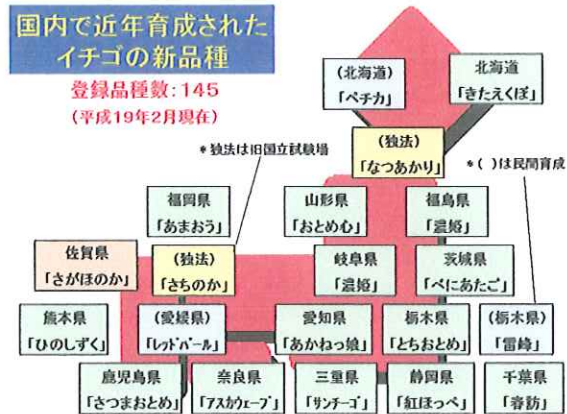 国内で近年育成された
イチゴの新品種
登録品種数:145
(平成19年2月現在)
(北海道)
「ペチカ」
北海道
「きたえくぼ」
*独法は旧国立試験場
(独法)
「なつあかり」
*( )は民間育成
福岡県
「あまおう」
山形県
「おとめ心」
福島県
「濃姫」
佐賀県
「さがほのか」
(独法)
「さちのか」
岐阜県
「濃姫」
茨城県
「べにあたご」
熊本県
「ひのしずく」
(愛媛県)
「レッドパール」
愛知県
「あかねっ娘」
栃木県
「とちおとめ」
(栃木県)
「雷峰」
鹿児島県
「さつまおとめ」
奈良県
「アスカウェーブ」
三重県
「サンチーゴ」
静岡県
「紅ほっぺ」
千葉県
「春訪」